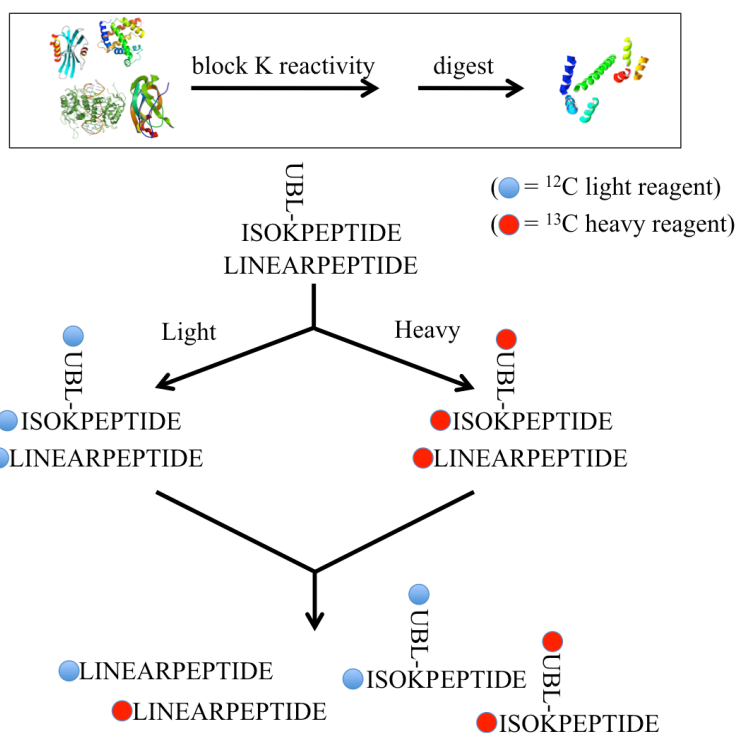 block K reactivity
digest
(= ¹²C light reagent)
(= ¹³C heavy reagent)
UBL-
ISOKPEPTIDE
LINEARPEPTIDE
Light
Heavy
UBL-
ISOKPEPTIDE
LINEARPEPTIDE
UBL-
ISOKPEPTIDE
LINEARPEPTIDE
LINEARPEPTIDE
LINEARPEPTIDE
UBL-
ISOKPEPTIDE
UBL-
ISOKPEPTIDE